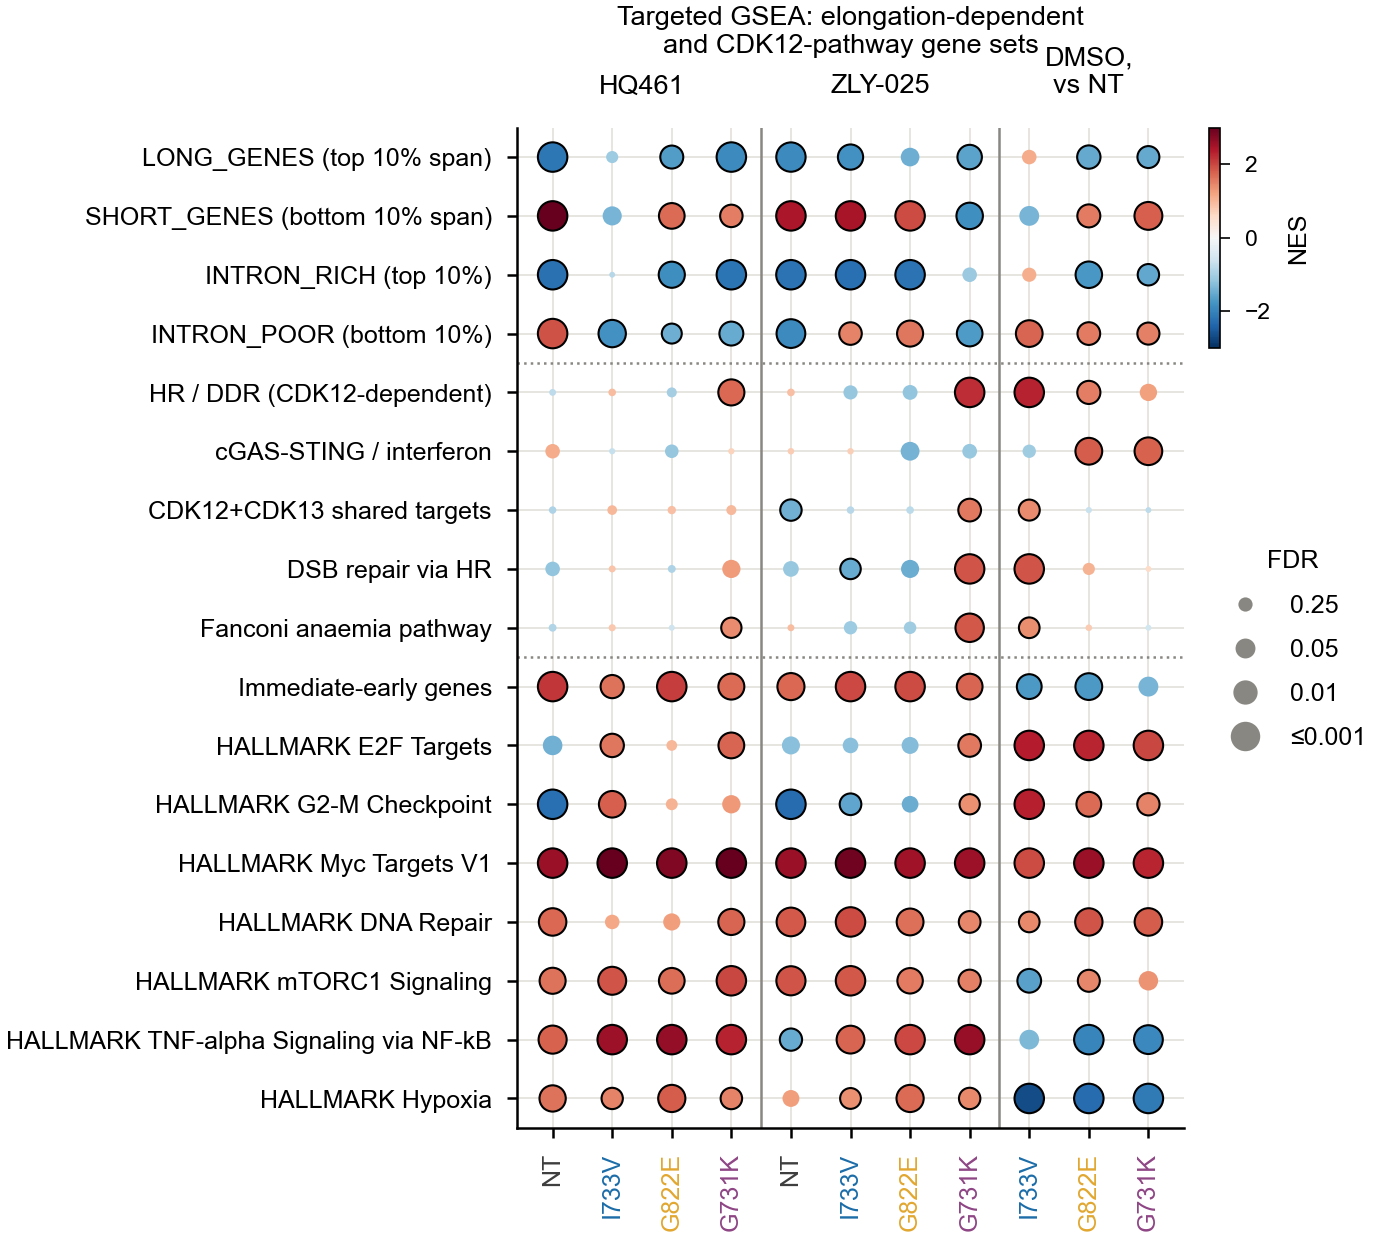 Targeted GSEA: elongation-dependent
and CDK12-pathway gene sets
HQ461
ZLY-025
DMSO,
vs NT
LONG_GENES (top 10% span)
SHORT_GENES (bottom 10% span)
INTRON_RICH (top 10%)
INTRON_POOR (bottom 10%)
HR / DDR (CDK12-dependent)
cGAS-STING / interferon
CDK12+CDK13 shared targets
DSB repair via HR
Fanconi anaemia pathway
Immediate-early genes
HALLMARK E2F Targets
HALLMARK G2-M Checkpoint
HALLMARK Myc Targets V1
HALLMARK DNA Repair
HALLMARK mTORC1 Signaling
HALLMARK TNF-alpha Signaling via NF-kB
HALLMARK Hypoxia
NT
I733V
G822E
G731K
NT
I733V
G822E
G731K
I733V
G822E
G731K
2
0
−2
NES
FDR
0.25
0.05
0.01
≤0.001